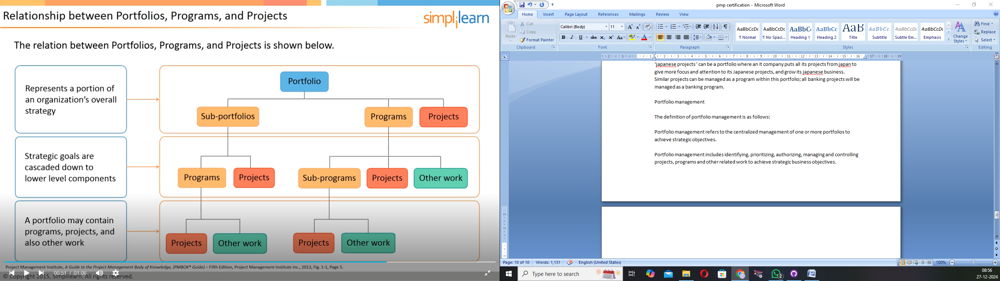 Relationship between Portfolios, Programs, and Projects
simplilearn
The relation between Portfolios, Programs, and Projects is shown below.
Represents a portion of
an organization's overall
strategy
Portfolio
Sub-portfolios
Programs
Projects
Strategic goals are
cascaded down to
lower level components
Programs
Projects
Sub-programs
Projects
Other work
A portfolio may contain
programs, projects, and
also other work
Projects
Other work
Projects
Other work
Project Management Institute, A Guide to the Project Management Body of Knowledge, (PMBOK® Guide) – Fifth Edition, Project Management Institute Inc., 2013, Fig. 1-1, Page 5.
00:51 / 01:06
© Copyright 2015, Simplilearn. All rights reserved.
pmp certification - Microsoft Word
Home Insert Page Layout References Mailings Review View
Paste
Cut
Copy
Format Painter
Clipboard
Calibri (Body) 11
Font
Paragraph
AaBbCcDc AaBbCcDc AaBbC AaBbCc AaB AaBbCc. AaBbCcDc AaBbCcDc
¶ Normal ¶ No Spaci... Heading 1 Heading 2 Title Subtitle Subtle Em... Emphasis
Change
Styles
Styles
Find
Replace
Select
Editing
'japanese projects' can be a portfolio where an it company puts all its projects from japan to
give more focus and attention to its Japanese projects, and grow its japanese business.
Similar projects can be managed as a program within this portfolio; all banking projects will be
managed as a banking program.
Portfolio management
The definition of portfolio management is as follows:
Portfolio management refers to the centralized management of one or more portfolios to
achieve strategic objectives.
Portfolio management includes identifying, prioritizing, authorizing, managing and controlling
projects, programs and other related work to achieve strategic business objectives.
Page: 10 of 10 Words: 1,131 English (United States) 100%
Type here to search
2
08:56
27-12-2024